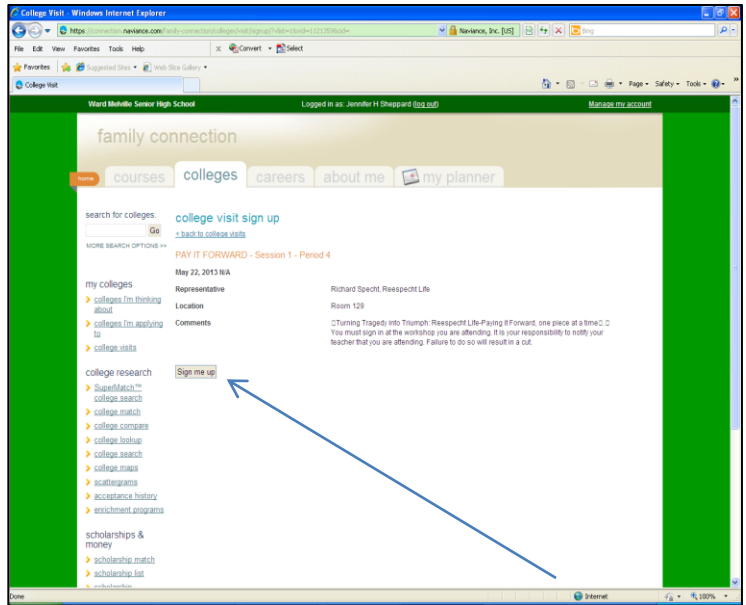 College Visit - Windows Internet Explorer
Naviance, Inc. [US]
Bing
File Edit View Favorites Tools Help
x Convert Select
Favorites Suggested Sites Web Slice Gallery
College Visit
Page Safety Tools
Ward Melville Senior High School Logged in as: Jennifer H Sheppard (log out) Manage my account
family connection
home courses colleges careers about me my planner
search for colleges:
Go
MORE SEARCH OPTIONS >>
my colleges
colleges I'm thinking
about
colleges I'm applying
to
college visits
college research
SuperMatch™
college search
college match
college compare
college lookup
college search
college maps
scattergrams
acceptance history
enrichment programs
scholarships &
money
scholarship match
scholarship list
college visit sign up
< back to college visits
PAY IT FORWARD - Session 1 - Period 4
May 22, 2013 N/A
Representative Richard Specht, Reespecht Life
Location Room 129
Comments □Turning Tragedy into Triumph: Reespecht Life-Paying It Forward, one piece at a time□.□
You must sign in at the workshop you are attending. It is your responsibility to notify your
teacher that you are attending. Failure to do so will result in a cut.
Sign me up
Done Internet 100%